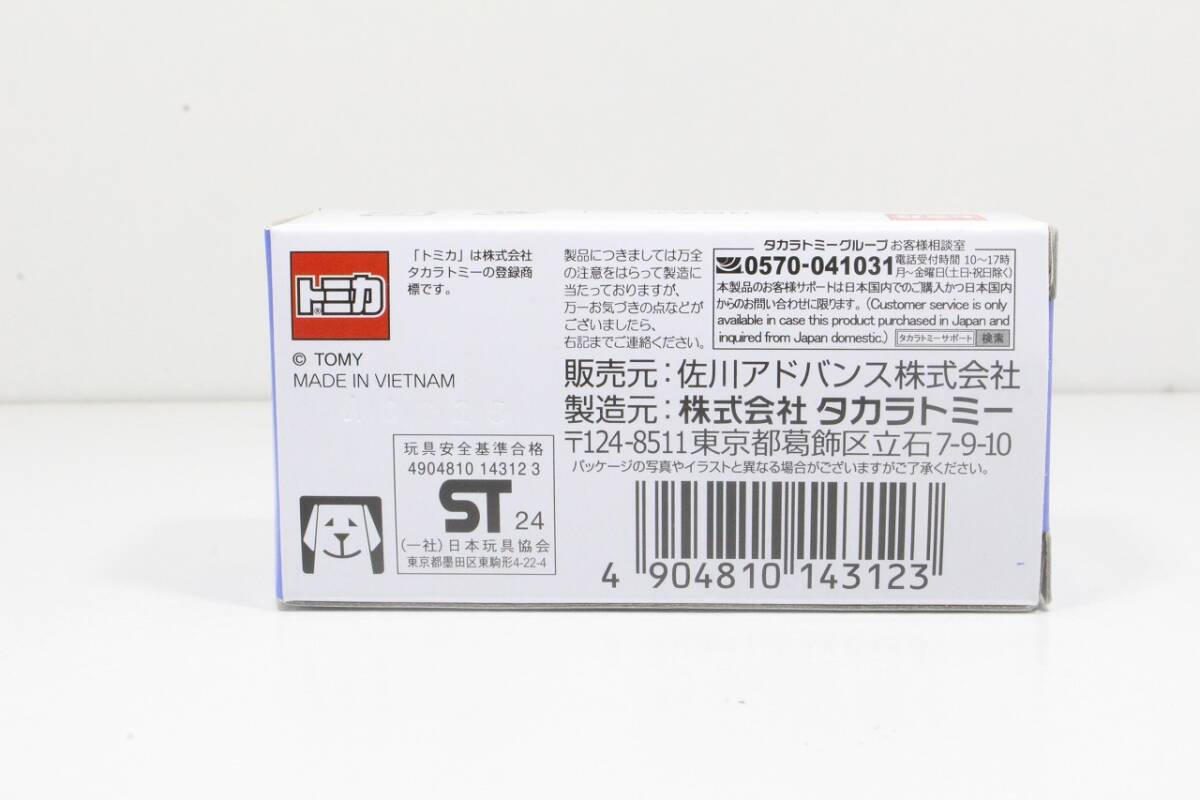 トミカ®
© TOMY
MADE IN VIETNAM
「トミカ」は株式会社
タカラトミーの登録商
標です。
製品につきましては万全
の注意をはらって製造に
当たっておりますが、
万一お気づきの点などが
ございましたら、
右記までご連絡ください。
タカラトミーグループ お客様相談室
0570-041031
電話受付時間 10〜17時
月〜金曜日(土日・祝日除く)
本製品のお客様サポートは日本国内でのご購入かつ日本国内
からのお問い合わせに限ります。(Customer service is only
available in case this product purchased in Japan and
inquired from Japan domestic.) タカラトミーサポート 検索
販売元:佐川アドバンス株式会社
製造元:株式会社 タカラトミー
〒124-8511 東京都葛飾区立石7-9-10
パッケージの写真やイラストと異なる場合がございますがご了承ください。
玩具安全基準合格
4904810 14312 3
ST 24
(一社)日本玩具協会
東京都墨田区東駒形4-22-4
4 904810 143123